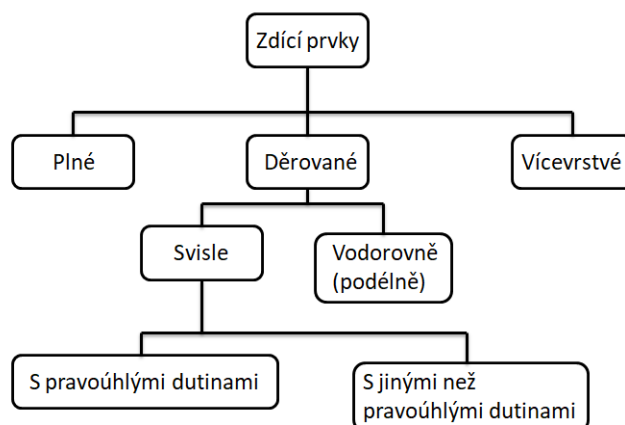 Zdící prvky
Plné
Děrované
Vícevrstvé
Svisle
Vodorovně
(podélně)
S pravoúhlými dutinami
S jinými než
pravoúhlými dutinami